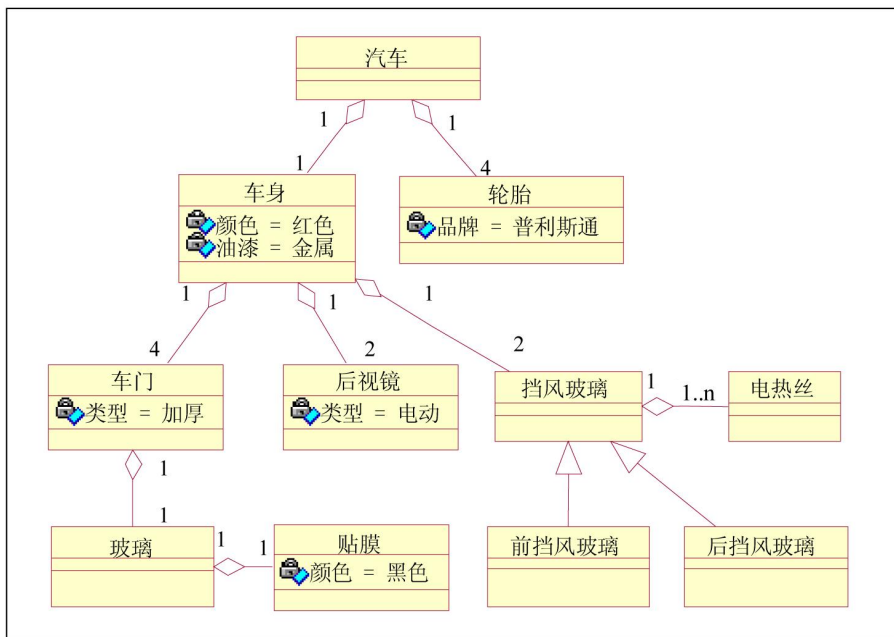 汽车
1
1
1
4
车身
颜色 = 红色
油漆 = 金属
轮胎
品牌 = 普利斯通
1
1
1
4
2
2
车门
类型 = 加厚
后视镜
类型 = 电动
挡风玻璃
1
1..n
电热丝
1
1
玻璃
1
1
贴膜
颜色 = 黑色
前挡风玻璃
后挡风玻璃